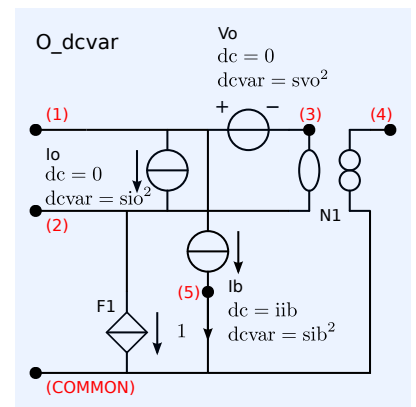 O_dcvar
Vo
dc = 0
dcvar = svo²
+ −
(1)
(3)
(4)
Io
dc = 0
dcvar = sio²
(2)
N1
(5)
Ib
dc = iib
dcvar = sib²
F1
1
(COMMON)